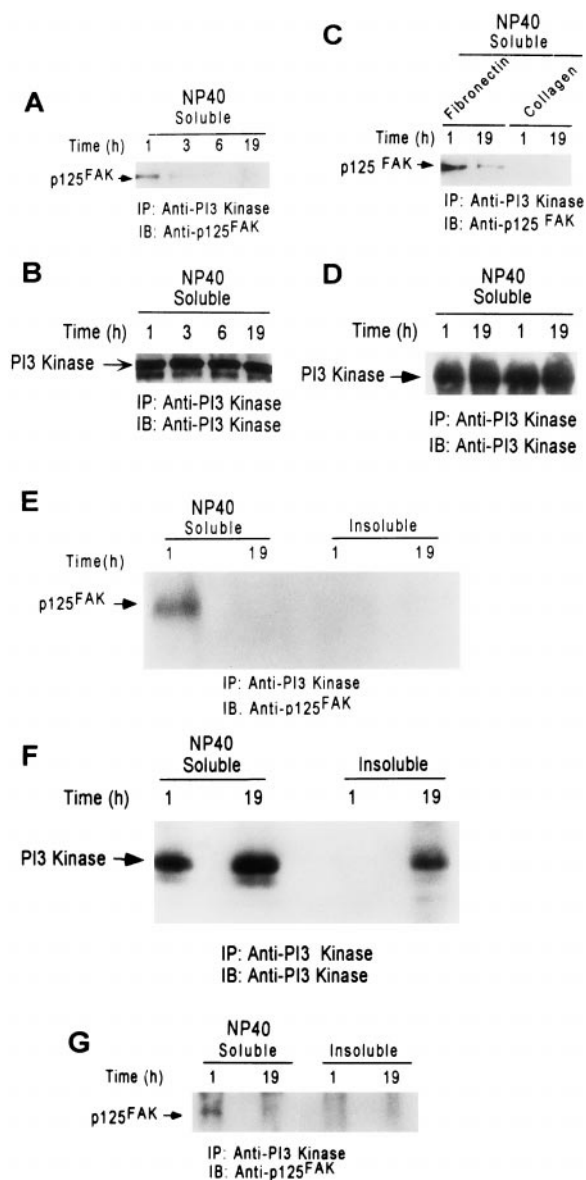 A
NP40
Soluble
Time (h) 1 3 6 19
p125FAK
IP: Anti-PI3 Kinase
IB: Anti-p125FAK
B
NP40
Soluble
Time (h) 1 3 6 19
PI3 Kinase
IP: Anti-PI3 Kinase
IB: Anti-PI3 Kinase
C
NP40
Soluble
Fibronectin Collagen
Time (h) 1 19 1 19
p125 FAK
IP: Anti-PI3 Kinase
IB: Anti-p125 FAK
D
NP40
Soluble
Time (h) 1 19 1 19
PI3 Kinase
IP: Anti-PI3 Kinase
IB: Anti-PI3 Kinase
E
NP40
Soluble Insoluble
1 19 1 19
Time(h)
p125FAK
IP: Anti-PI3 Kinase
IB. Anti-p125FAK
F
NP40
Soluble Insoluble
Time (h) 1 19 1 19
PI3 Kinase
IP: Anti-PI3 Kinase
IB: Anti-PI3 Kinase
G
NP40
Soluble Insoluble
Time (h) 1 19 1 19
p125FAK
IP: Anti-PI3 Kinase
IB: Anti-p125FAK